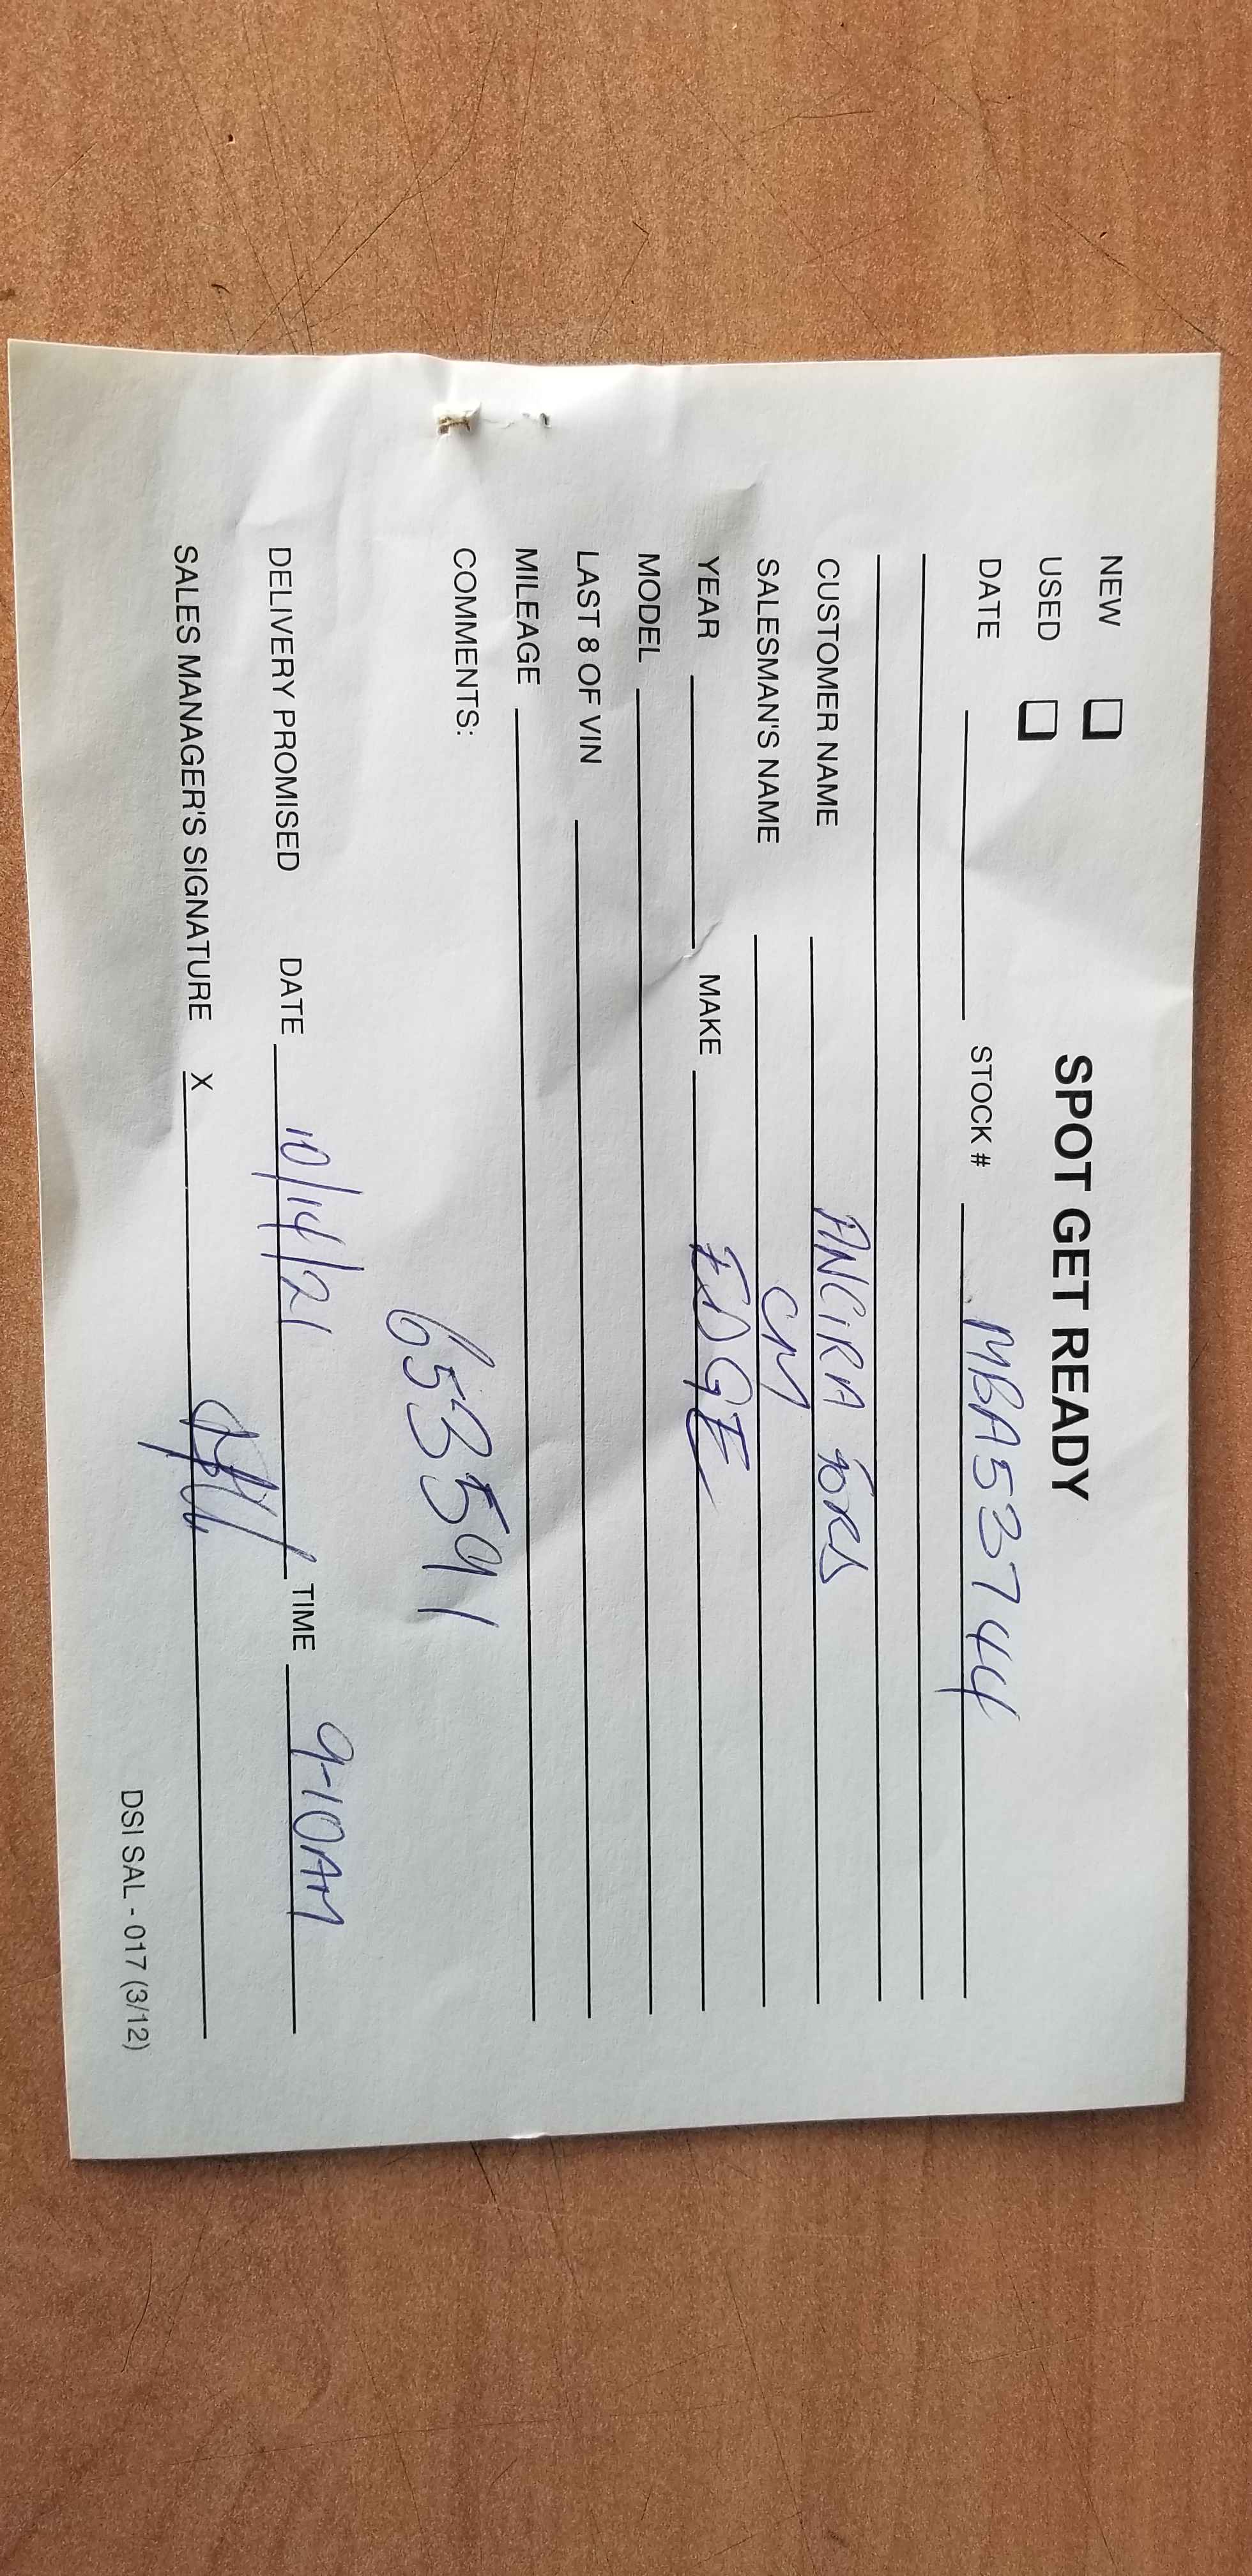 SPOT GET READY
NEW
USED
DATE STOCK # MBA53744
CUSTOMER NAME ANCIRA FORD
SALESMAN'S NAME CM
YEAR MAKE EDGE
MODEL
LAST 8 OF VIN
MILEAGE
COMMENTS:
653591
DELIVERY PROMISED DATE 10/14/21 TIME 9-10AM
SALES MANAGER'S SIGNATURE X
DSI SAL - 017 (3/12)